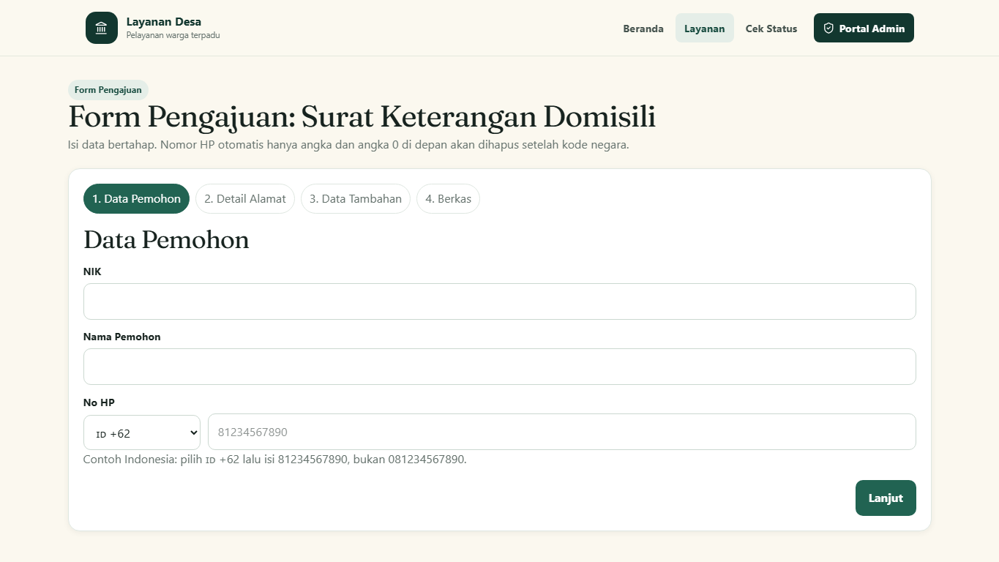 Layanan Desa
Pelayanan warga terpadu
Beranda
Layanan
Cek Status
Portal Admin
Form Pengajuan
Form Pengajuan: Surat Keterangan Domisili
Isi data bertahap. Nomor HP otomatis hanya angka dan angka 0 di depan akan dihapus setelah kode negara.
1. Data Pemohon
2. Detail Alamat
3. Data Tambahan
4. Berkas
Data Pemohon
NIK
Nama Pemohon
No HP
ID +62
81234567890
Contoh Indonesia: pilih ID +62 lalu isi 81234567890, bukan 081234567890.
Lanjut